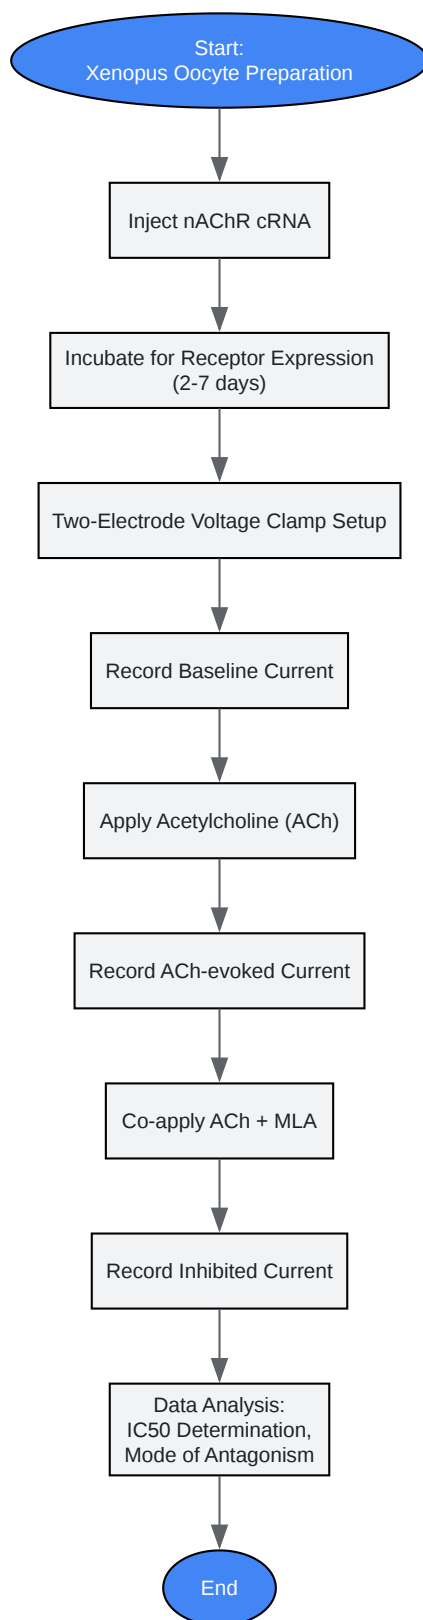 Start:
Xenopus Oocyte Preparation
Inject nAChR cRNA
Incubate for Receptor Expression
(2-7 days)
Two-Electrode Voltage Clamp Setup
Record Baseline Current
Apply Acetylcholine (ACh)
Record ACh-evoked Current
Co-apply ACh + MLA
Record Inhibited Current
Data Analysis:
IC50 Determination,
Mode of Antagonism
End